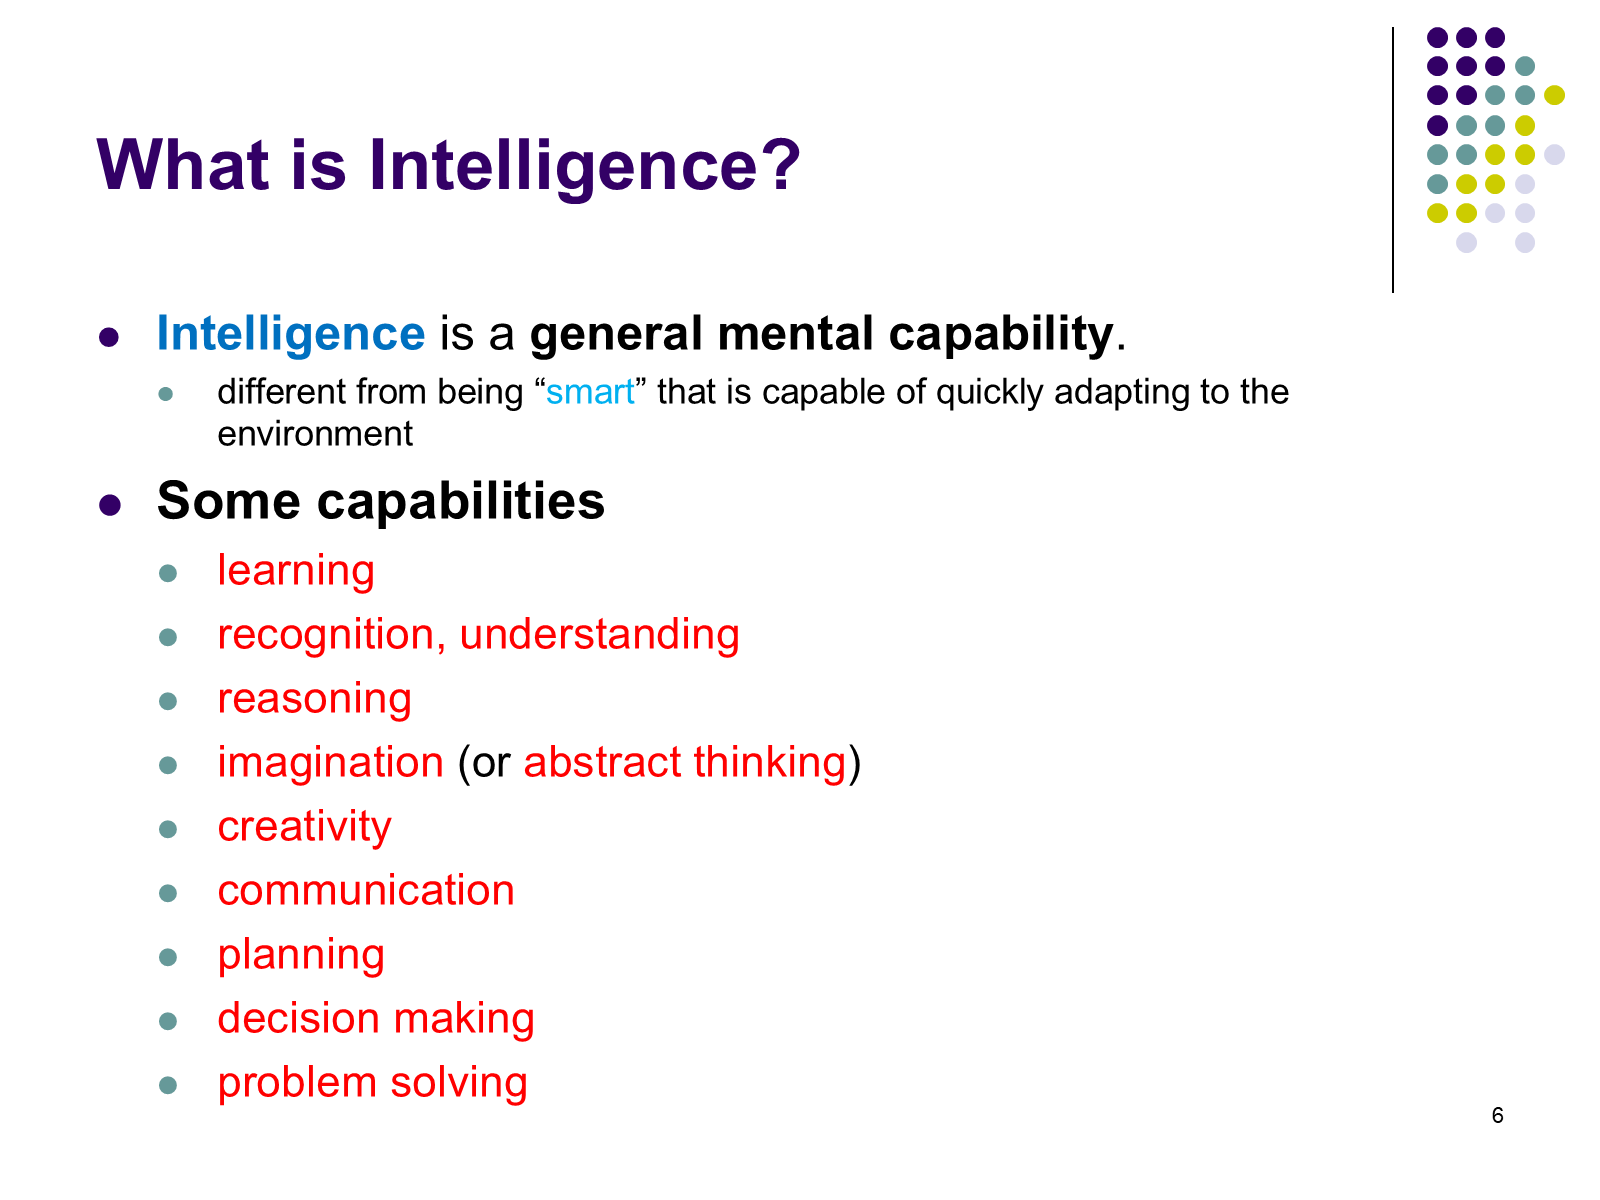 What is Intelligence?
Intelligence is a general mental capability.
different from being “smart” that is capable of quickly adapting to the
environment
Some capabilities
learning
recognition, understanding
reasoning
imagination (or abstract thinking)
creativity
communication
planning
decision making
problem solving
6